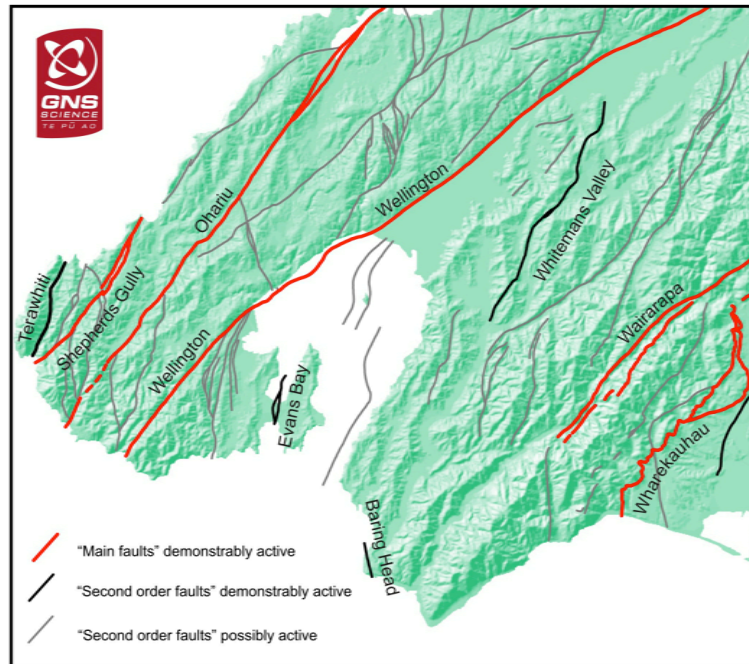 GNS
SCIENCE
TE PŪ AO
Ohariu
Wellington
Whitemans Valley
Terawhiti
Shepherds Gully
Wellington
Wairarapa
Evans Bay
Wharekauhau
Baring Head
“Main faults” demonstrably active
“Second order faults” demonstrably active
“Second order faults” possibly active